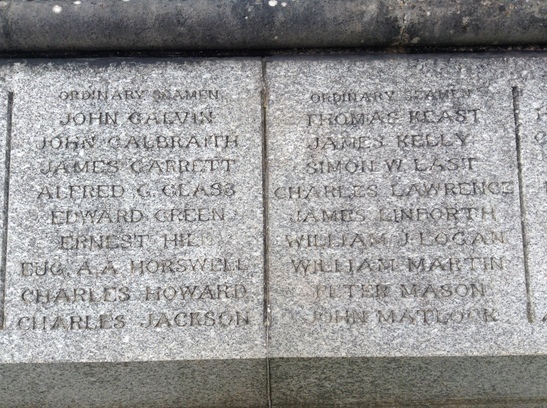 ORDINARY SEAMEN
JOHN GALVIN
JOHN GALBRAITH
JAMES GARRETT
ALFRED G. GLASS
EDWARD GREEN
ERNEST HILL
EUG. A.A. HORSWELL
CHARLES HOWARD
CHARLES JACKSON
ORDINARY SEAMEN
THOMAS KEAST
JAMES KELLY
SIMON W.
CHARLES LAWRENCE
JAMES LINFORTH
WILLIAM J. LOGAN
WILLIAM MARTIN
PETER MASON
JOHN MATLOCK